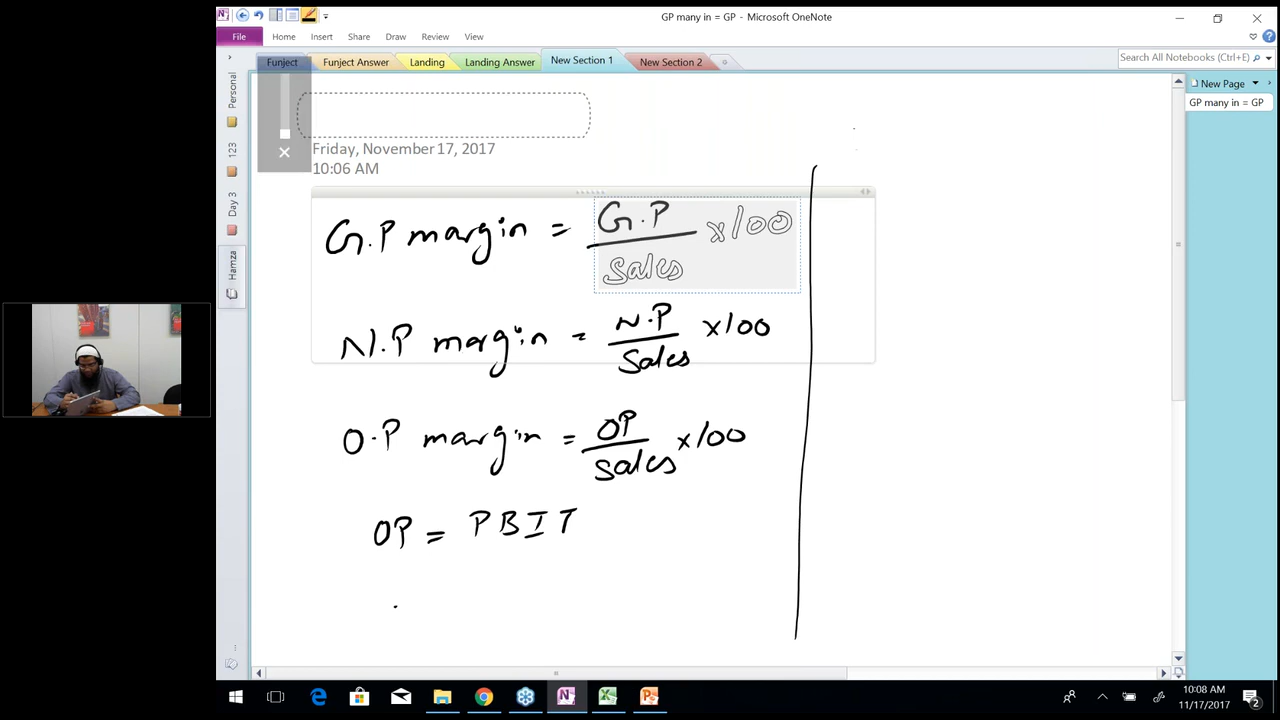 GP many in = GP - Microsoft OneNote
File Home Insert Share Draw Review View
Funject Funject Answer Landing Landing Answer New Section 1 New Section 2
Search All Notebooks (Ctrl+E)
New Page
GP many in = GP
Personal
123
Day 3
Hamza
Friday, November 17, 2017
10:06 AM
G.P margin = G.P / Sales x100
N.P margin = N.P / Sales x100
O.P margin = OP / Sales x100
OP = PBIT
10:08 AM
11/17/2017
2